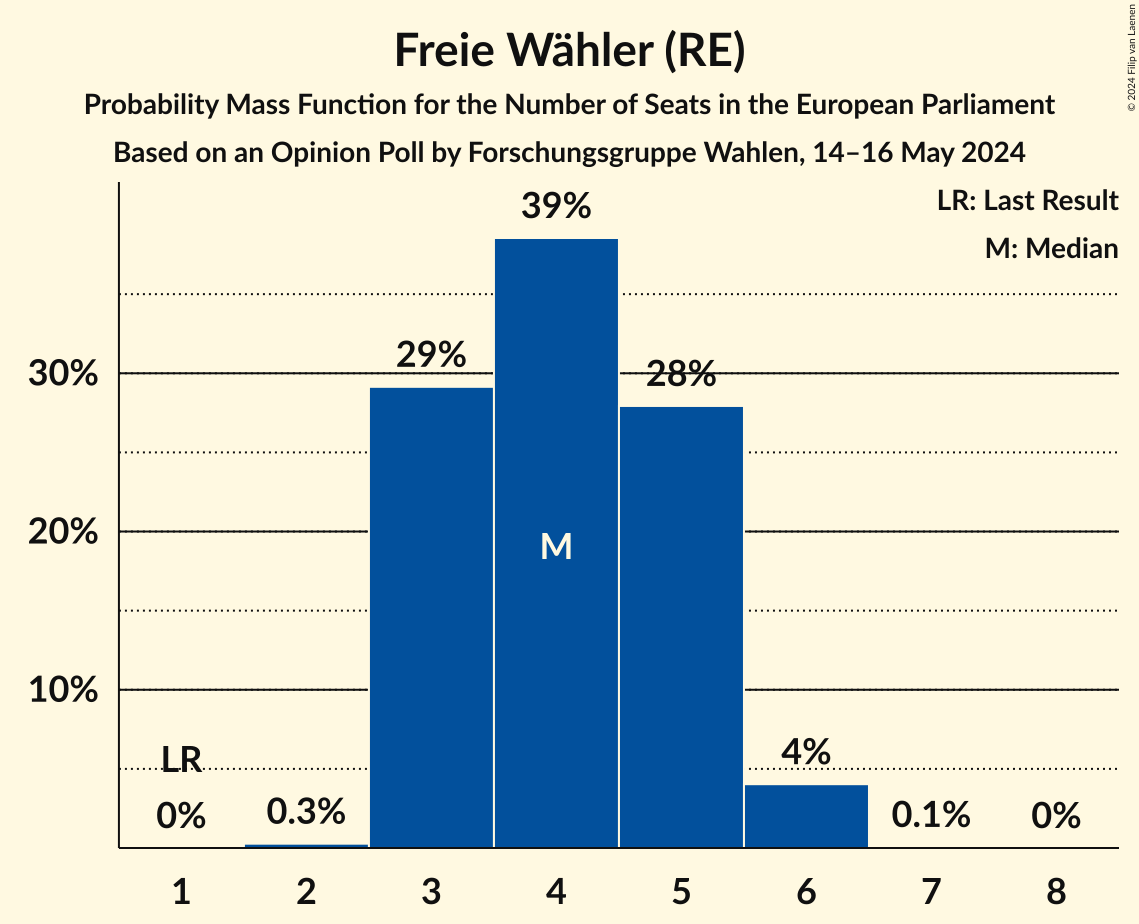 Freie Wähler (RE)
Probability Mass Function for the Number of Seats in the European Parliament
Based on an Opinion Poll by Forschungsgruppe Wahlen, 14–16 May 2024
© 2024 Filip van Laenen
LR: Last Result
M: Median
39%
29%
28%
30%
20%
10%
M
LR
0%
0.3%
4%
0.1%
0%
1 2 3 4 5 6 7 8